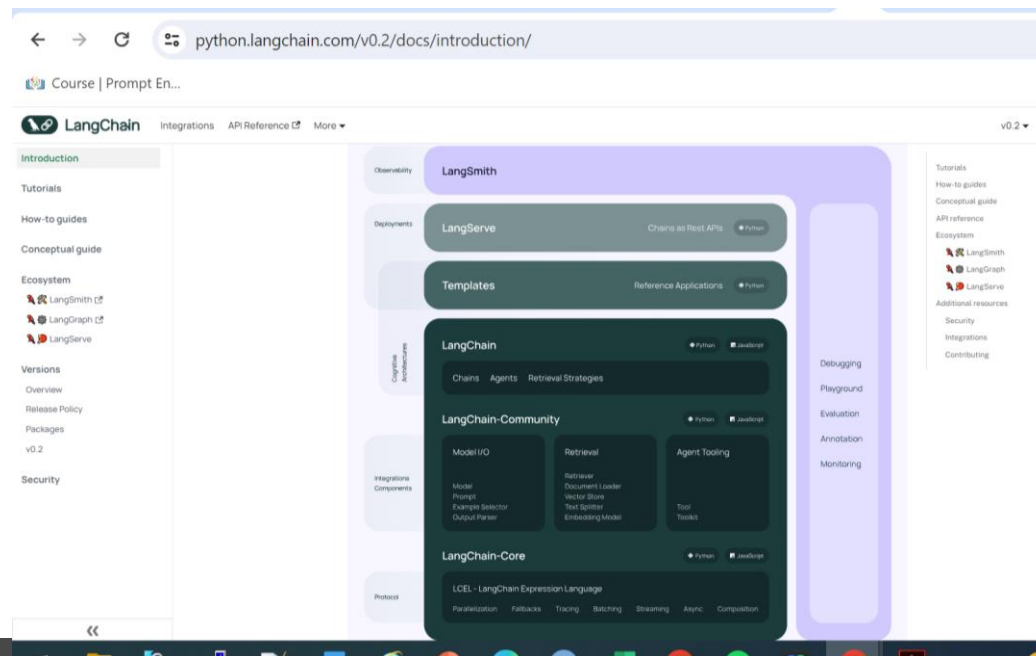 python.langchain.com/v0.2/docs/introduction/
Course | Prompt En...
LangChain Integrations API Reference More v0.2
Introduction
Tutorials
How-to guides
Conceptual guide
Ecosystem
LangSmith
LangGraph
LangServe
Versions
Overview
Release Policy
Packages
v0.2
Security
Observability
LangSmith
Deployments
LangServe Chains as Rest APIs Python
Templates Reference Applications Python
Cognitive
Architectures
LangChain Python JavaScript
Chains Agents Retrieval Strategies
LangChain-Community Python JavaScript
Integrations
Components
Model I/O
Model
Prompt
Example Selector
Output Parser
Retrieval
Retriever
Document Loader
Vector Store
Text Splitter
Embedding Model
Agent Tooling
Tool
Toolkit
LangChain-Core Python JavaScript
Protocol
LCEL - LangChain Expression Language
Parallelization Fallbacks Tracing Batching Streaming Async Composition
Debugging
Playground
Evaluation
Annotation
Monitoring
Tutorials
How-to guides
Conceptual guide
API reference
Ecosystem
LangSmith
LangGraph
LangServe
Additional resources
Security
Integrations
Contributing